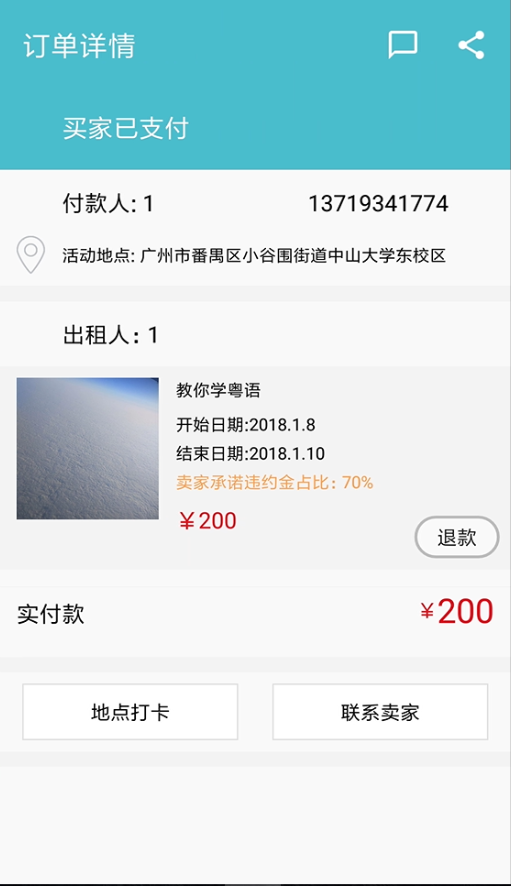 订单详情
买家已支付
付款人: 1 13719341774
活动地点: 广州市番禺区小谷围街道中山大学东校区
出租人: 1
教你学粤语
开始日期:2018.1.8
结束日期:2018.1.10
卖家承诺违约金占比: 70%
￥200
退款
实付款 ￥200
地点打卡 联系卖家